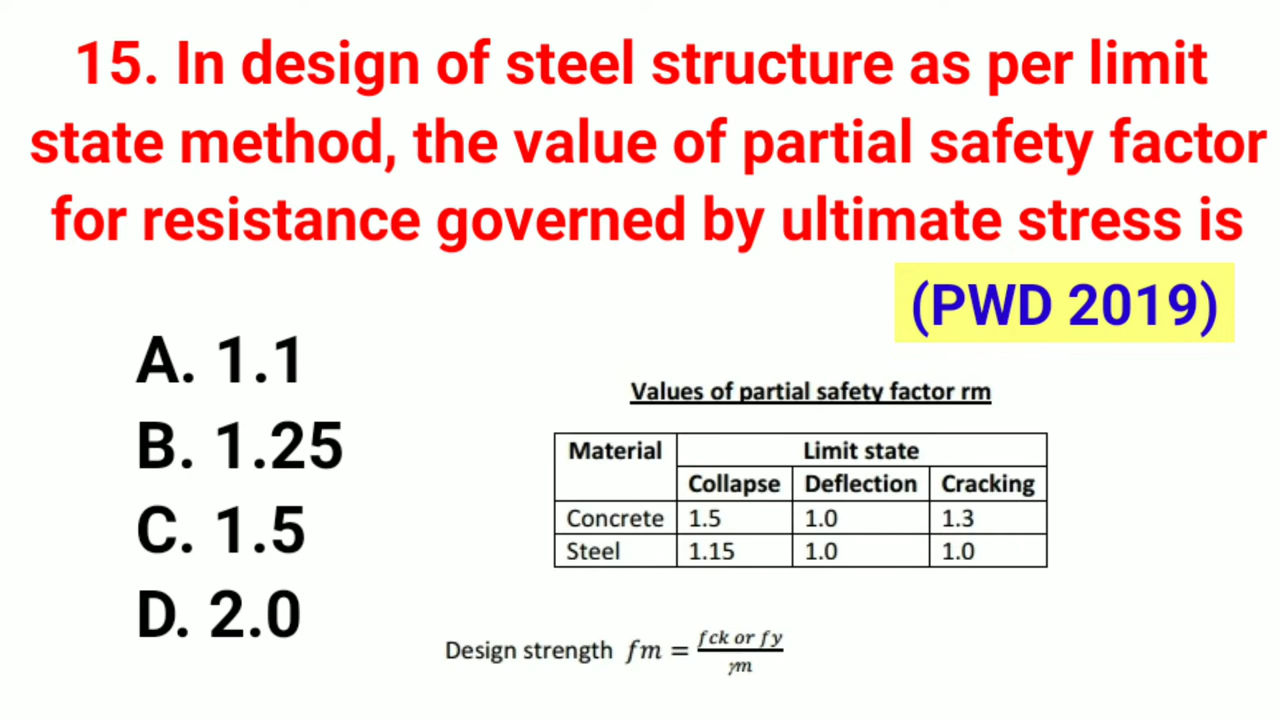 15. In design of steel structure as per limit
state method, the value of partial safety factor
for resistance governed by ultimate stress is
(PWD 2019)
A. 1.1
B. 1.25
C. 1.5
D. 2.0
Values of partial safety factor rm
Material Limit state
Collapse Deflection Cracking
Concrete 1.5 1.0 1.3
Steel 1.15 1.0 1.0
Design strength fm = fck or fy / γm